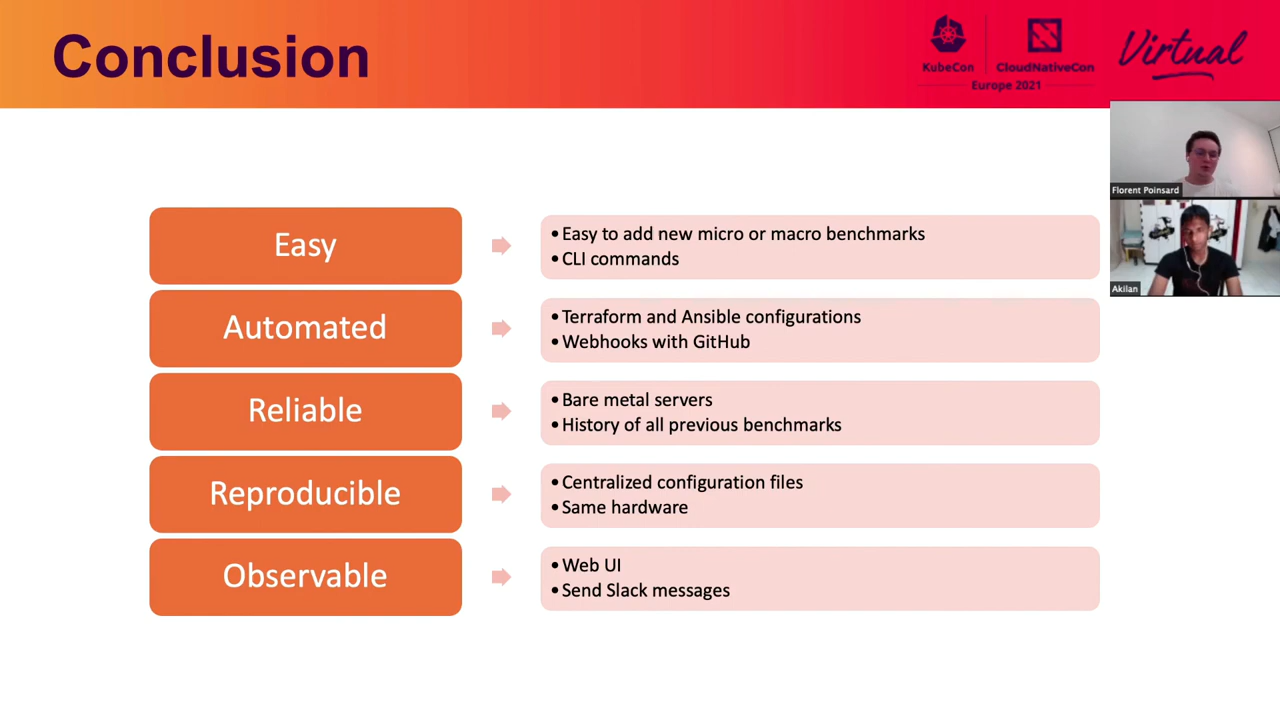 Conclusion
KubeCon
CloudNativeCon
Europe 2021
Virtual
Florent Poinsard
Akilan
Easy
• Easy to add new micro or macro benchmarks
• CLI commands
Automated
• Terraform and Ansible configurations
• Webhooks with GitHub
Reliable
• Bare metal servers
• History of all previous benchmarks
Reproducible
• Centralized configuration files
• Same hardware
Observable
• Web UI
• Send Slack messages